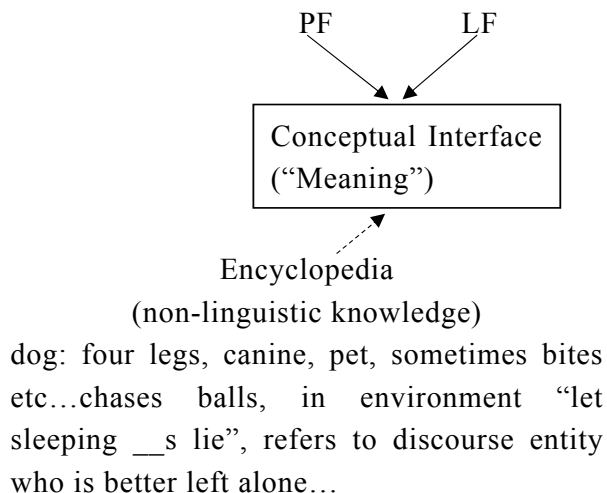 PF LF
Conceptual Interface
(“Meaning”)
Encyclopedia
(non-linguistic knowledge)
dog: four legs, canine, pet, sometimes bites
etc…chases balls, in environment “let
sleeping __s lie”, refers to discourse entity
who is better left alone…